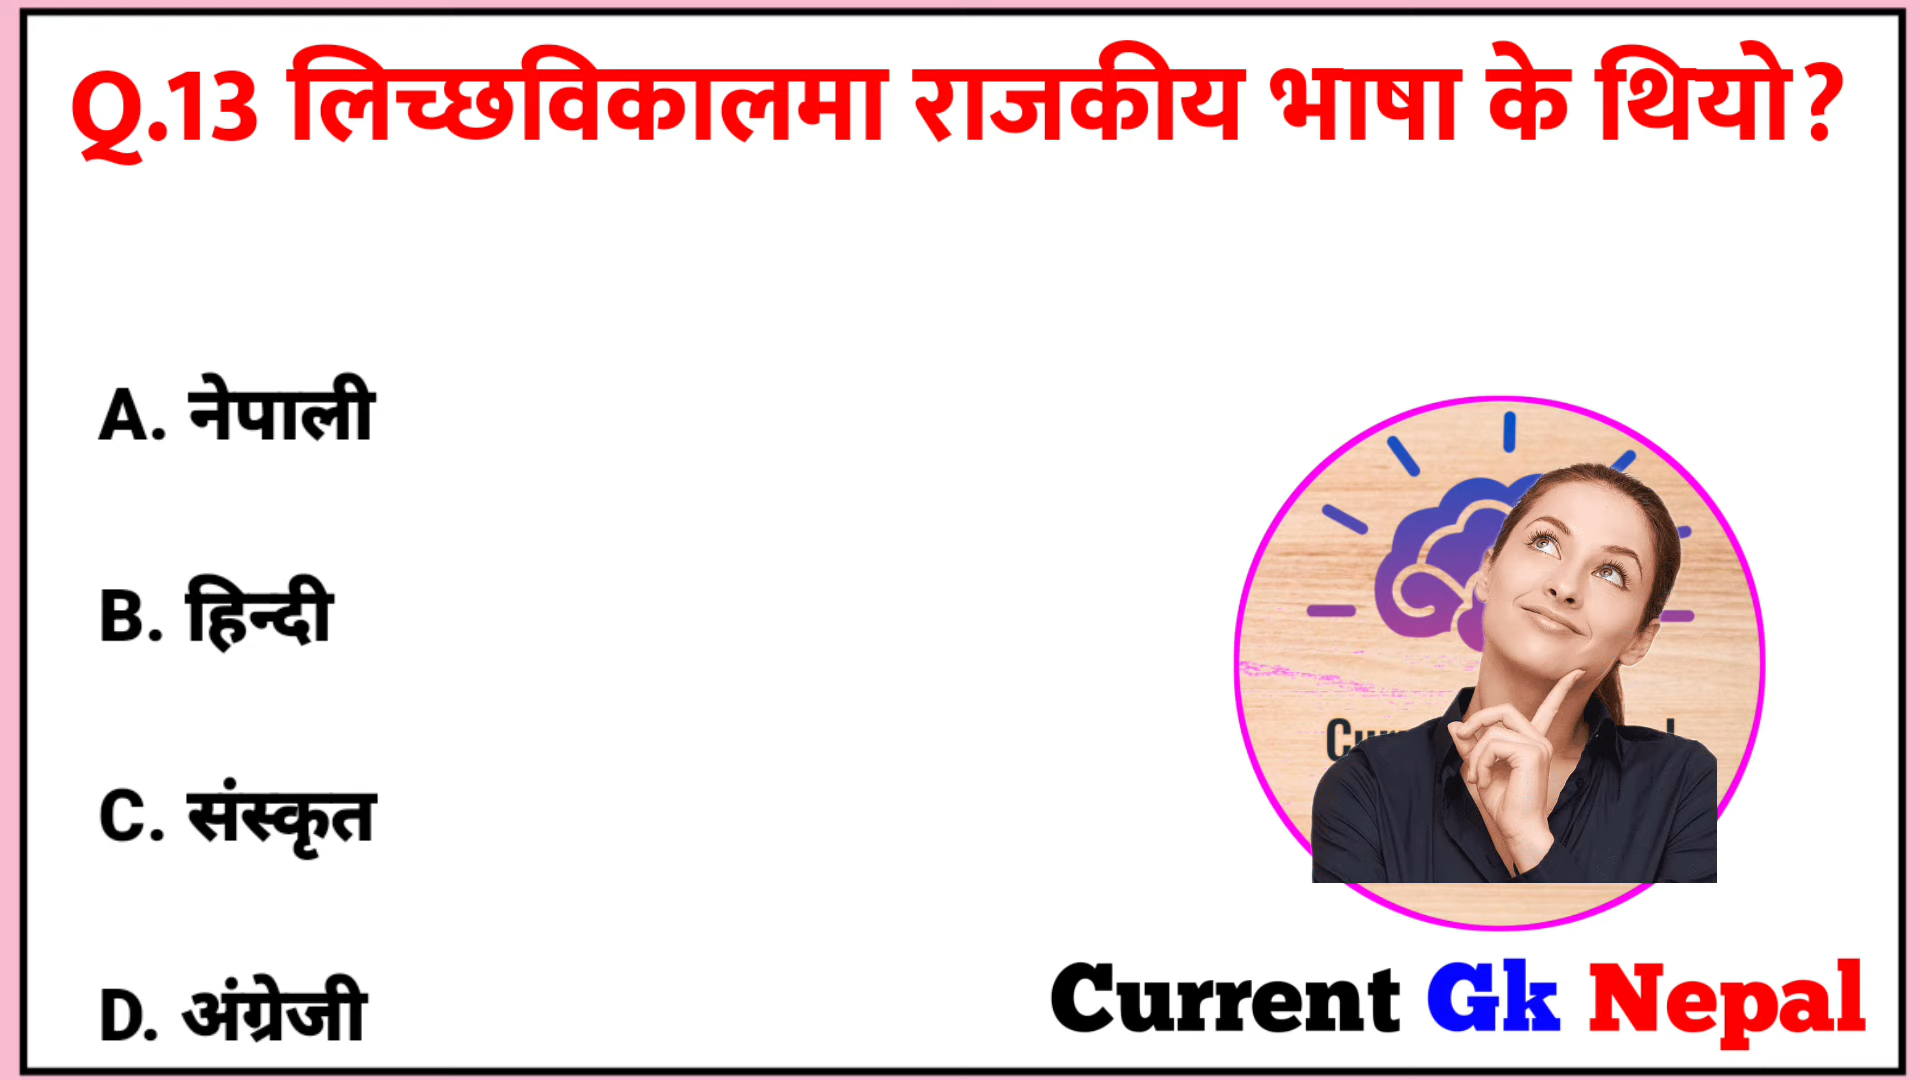 Q.13 लिच्छविकालमा राजकीय भाषा के थियो?
A. नेपाली
B. हिन्दी
C. संस्कृत
D. अंग्रेजी
Current Gk Nepal